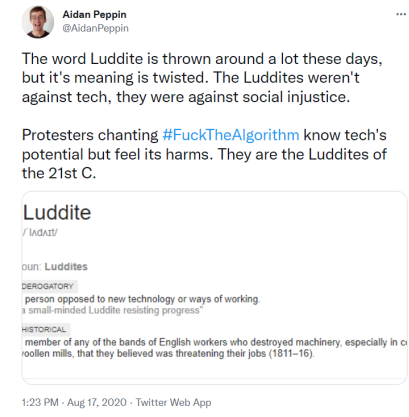 Aidan Peppin
@AidanPeppin
The word Luddite is thrown around a lot these days,
but it's meaning is twisted. The Luddites weren't
against tech, they were against social injustice.
Protesters chanting #FuckTheAlgorithm know tech's
potential but feel its harms. They are the Luddites of
the 21st C.
Luddite
/ˈlʌdʌɪt/
oun: Luddites
DEROGATORY
person opposed to new technology or ways of working.
a small-minded Luddite resisting progress"
HISTORICAL
member of any of the bands of English workers who destroyed machinery, especially in c
oollen mills, that they believed was threatening their jobs (1811–16).
1:23 PM · Aug 17, 2020 · Twitter Web App